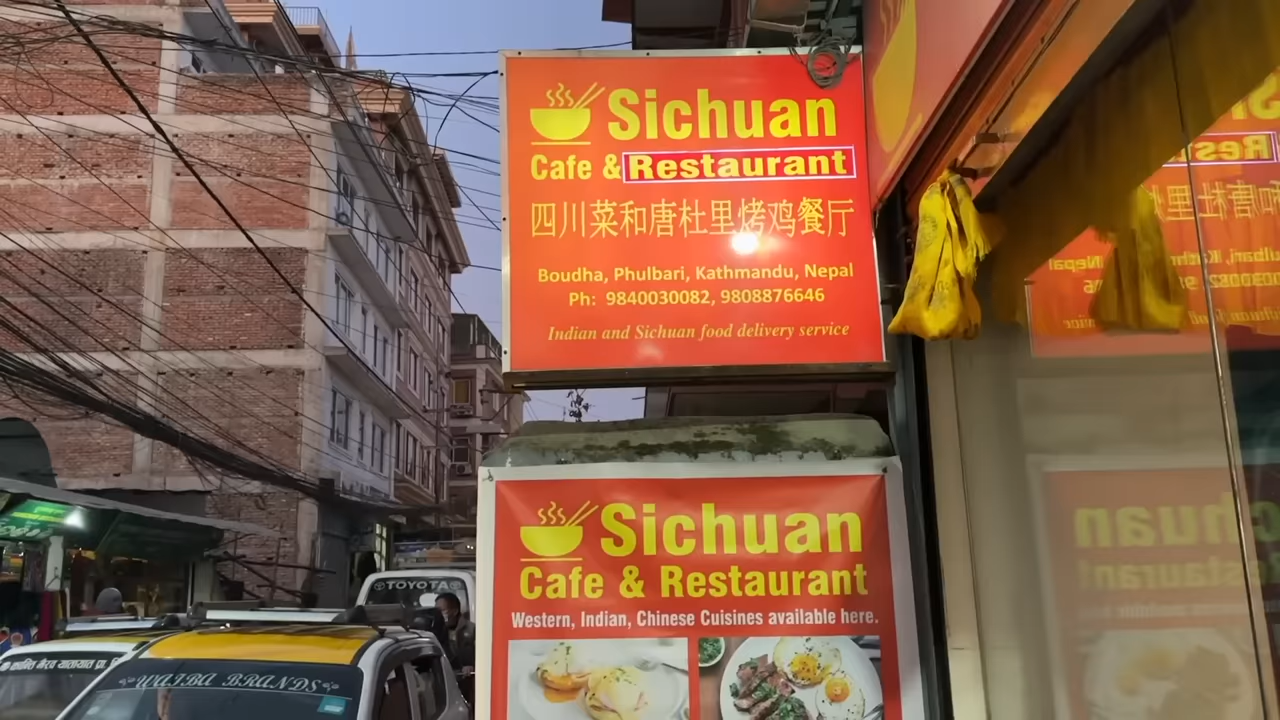 Sichuan
Cafe & Restaurant
四川菜和唐杜里烤鸡餐厅
Boudha, Phulbari, Kathmandu, Nepal
Ph: 9840030082, 9808876646
Indian and Sichuan food delivery service
Sichuan
Cafe & Restaurant
Western, Indian, Chinese Cuisines available here.
TOYOTA
WAIBA BRANDS